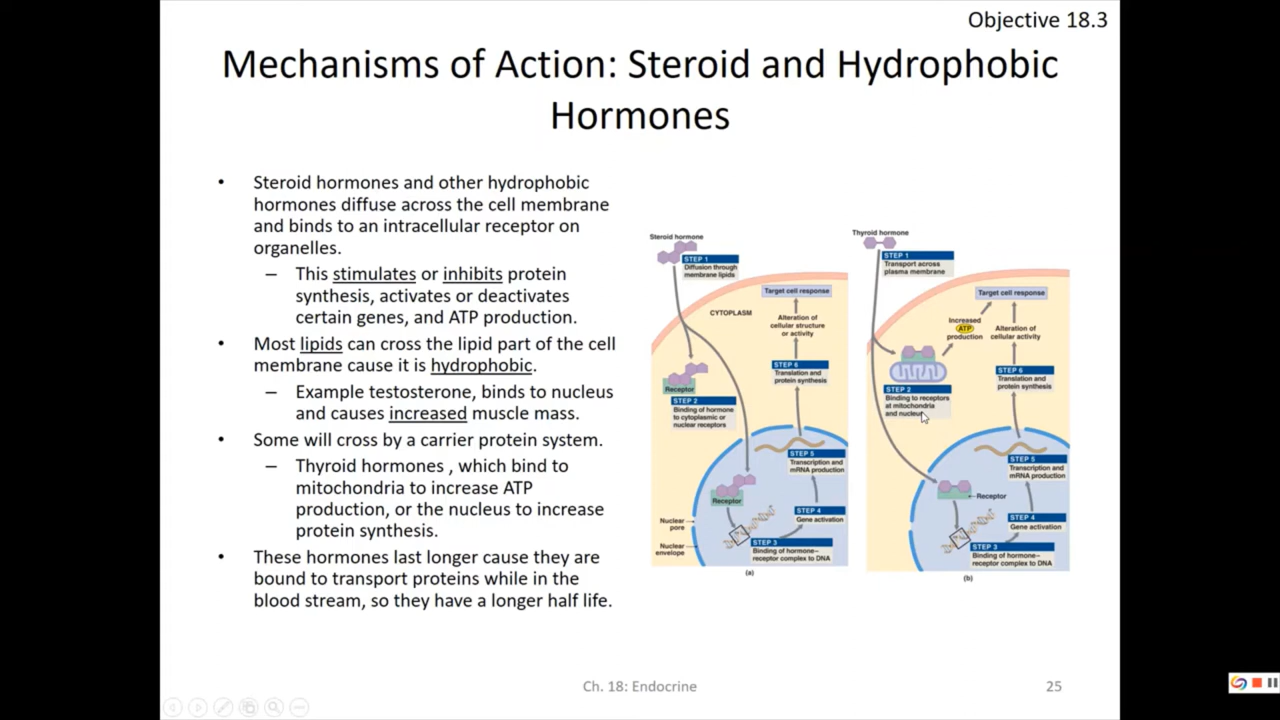 Objective 18.3
Mechanisms of Action: Steroid and Hydrophobic
Hormones
• Steroid hormones and other hydrophobic
hormones diffuse across the cell membrane
and binds to an intracellular receptor on
organelles.
– This stimulates or inhibits protein
synthesis, activates or deactivates
certain genes, and ATP production.
• Most lipids can cross the lipid part of the cell
membrane cause it is hydrophobic.
– Example testosterone, binds to nucleus
and causes increased muscle mass.
• Some will cross by a carrier protein system.
– Thyroid hormones , which bind to
mitochondria to increase ATP
production, or the nucleus to increase
protein synthesis.
• These hormones last longer cause they are
bound to transport proteins while in the
blood stream, so they have a longer half life.
Steroid hormone
STEP 1
Diffusion through
membrane lipids
CYTOPLASM
Target cell response
Alteration of
cellular structure
or activity
Receptor
STEP 2
Binding of hormone
to cytoplasmic or
nuclear receptors
STEP 6
Translation and
protein synthesis
STEP 5
Transcription and
mRNA production
Receptor
Nuclear
pore
Nuclear
envelope
STEP 4
Gene activation
STEP 3
Binding of hormone–
receptor complex to DNA
(a)
Thyroid hormone
STEP 1
Transport across
plasma membrane
Target cell response
Increased
ATP
production
Alteration of
cellular activity
STEP 2
Binding to receptors
at mitochondria
and nucleus
STEP 6
Translation and
protein synthesis
STEP 5
Transcription and
mRNA production
Receptor
STEP 4
Gene activation
STEP 3
Binding of hormone–
receptor complex to DNA
(b)
Ch. 18: Endocrine
25